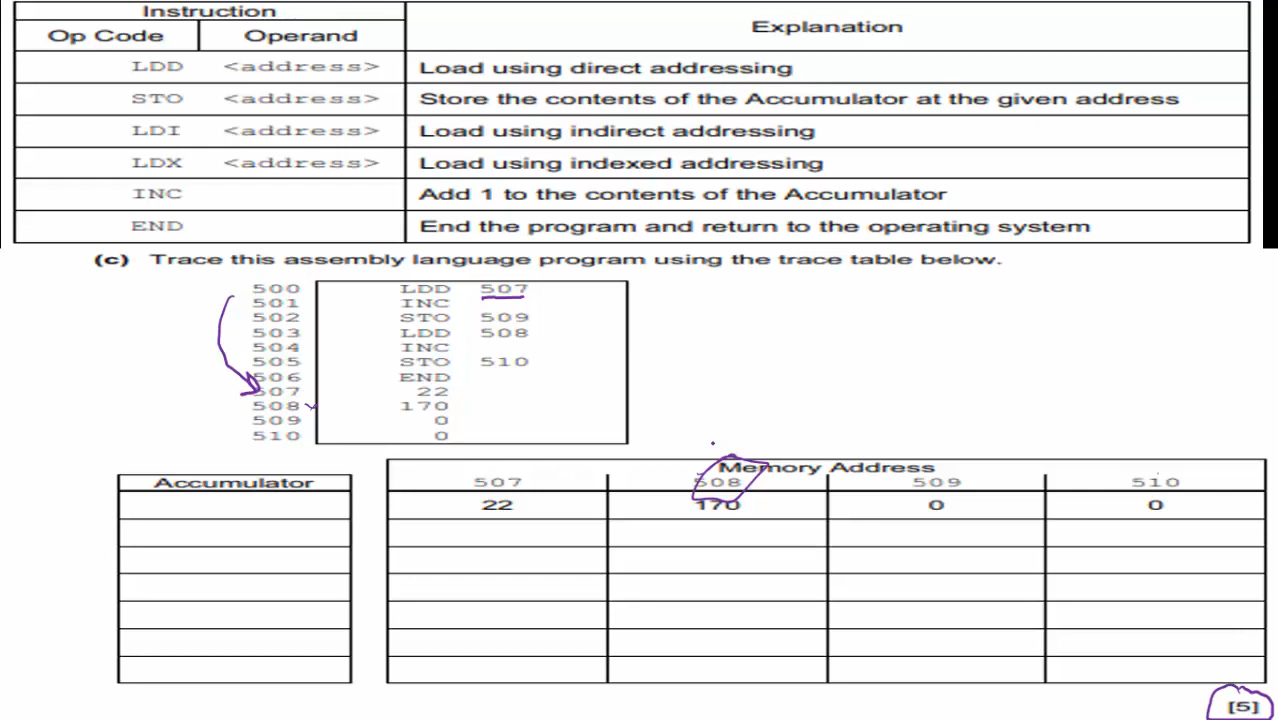 Instruction
Op Code Operand Explanation
LDD <address> Load using direct addressing
STO <address> Store the contents of the Accumulator at the given address
LDI <address> Load using indirect addressing
LDX <address> Load using indexed addressing
INC Add 1 to the contents of the Accumulator
END End the program and return to the operating system
(c) Trace this assembly language program using the trace table below.
500 LDD 507
501 INC
502 STO 509
503 LDD 508
504 INC
505 STO 510
506 END
507 22
508 170
509 0
510 0
Memory Address
Accumulator 507 508 509 510
22 170 0 0
[5]